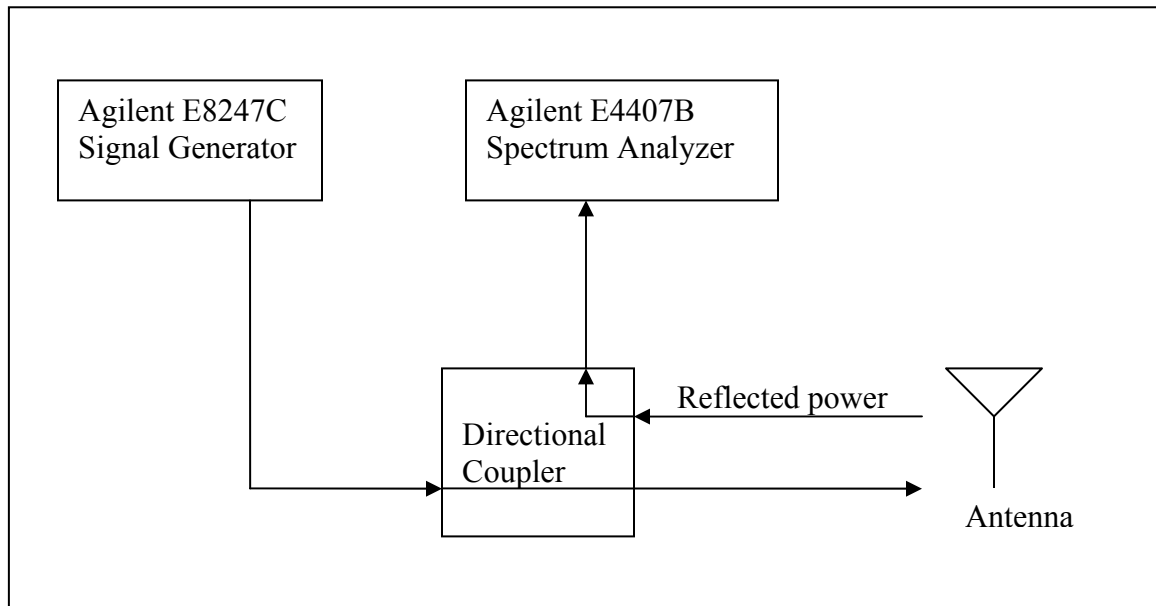 Agilent E8247C
Signal Generator
Agilent E4407B
Spectrum Analyzer
Reflected power
Directional
Coupler
Antenna